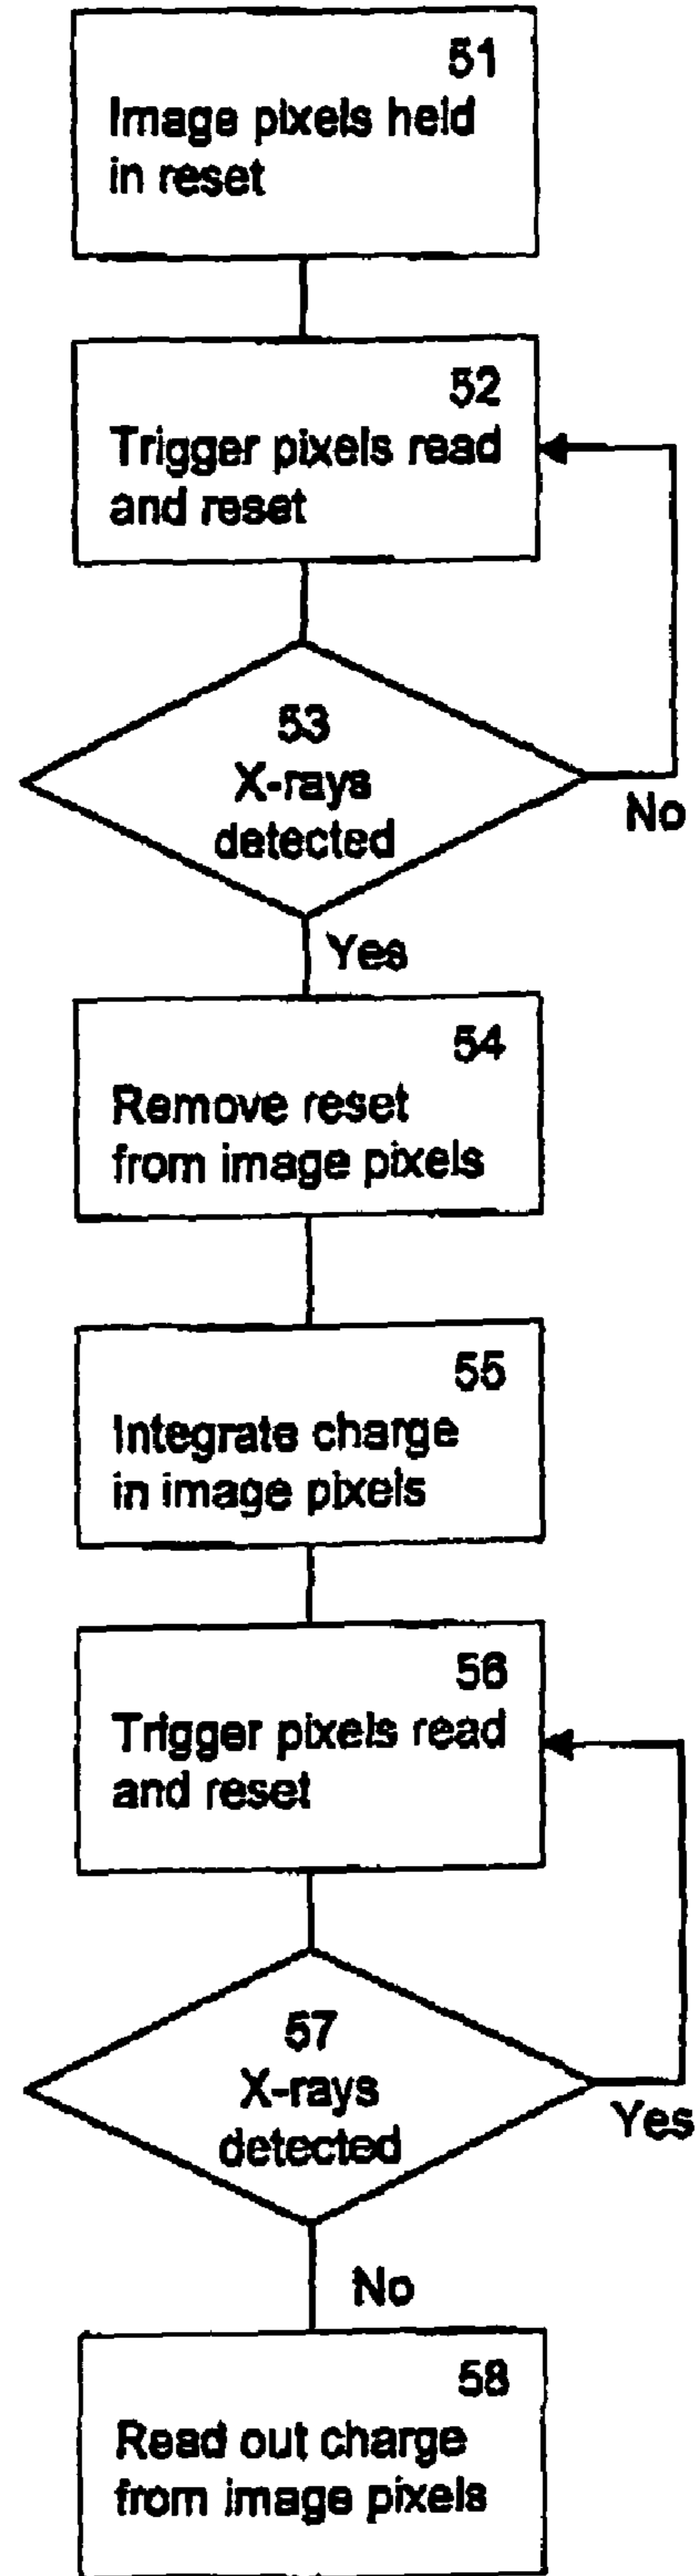 51
Image pixels held
in reset
52
Trigger pixels read
and reset
53
X-rays
detected
No
Yes
54
Remove reset
from image pixels
55
Integrate charge
in image pixels
56
Trigger pixels read
and reset
57
X-rays
detected
Yes
No
58
Read out charge
from image pixels